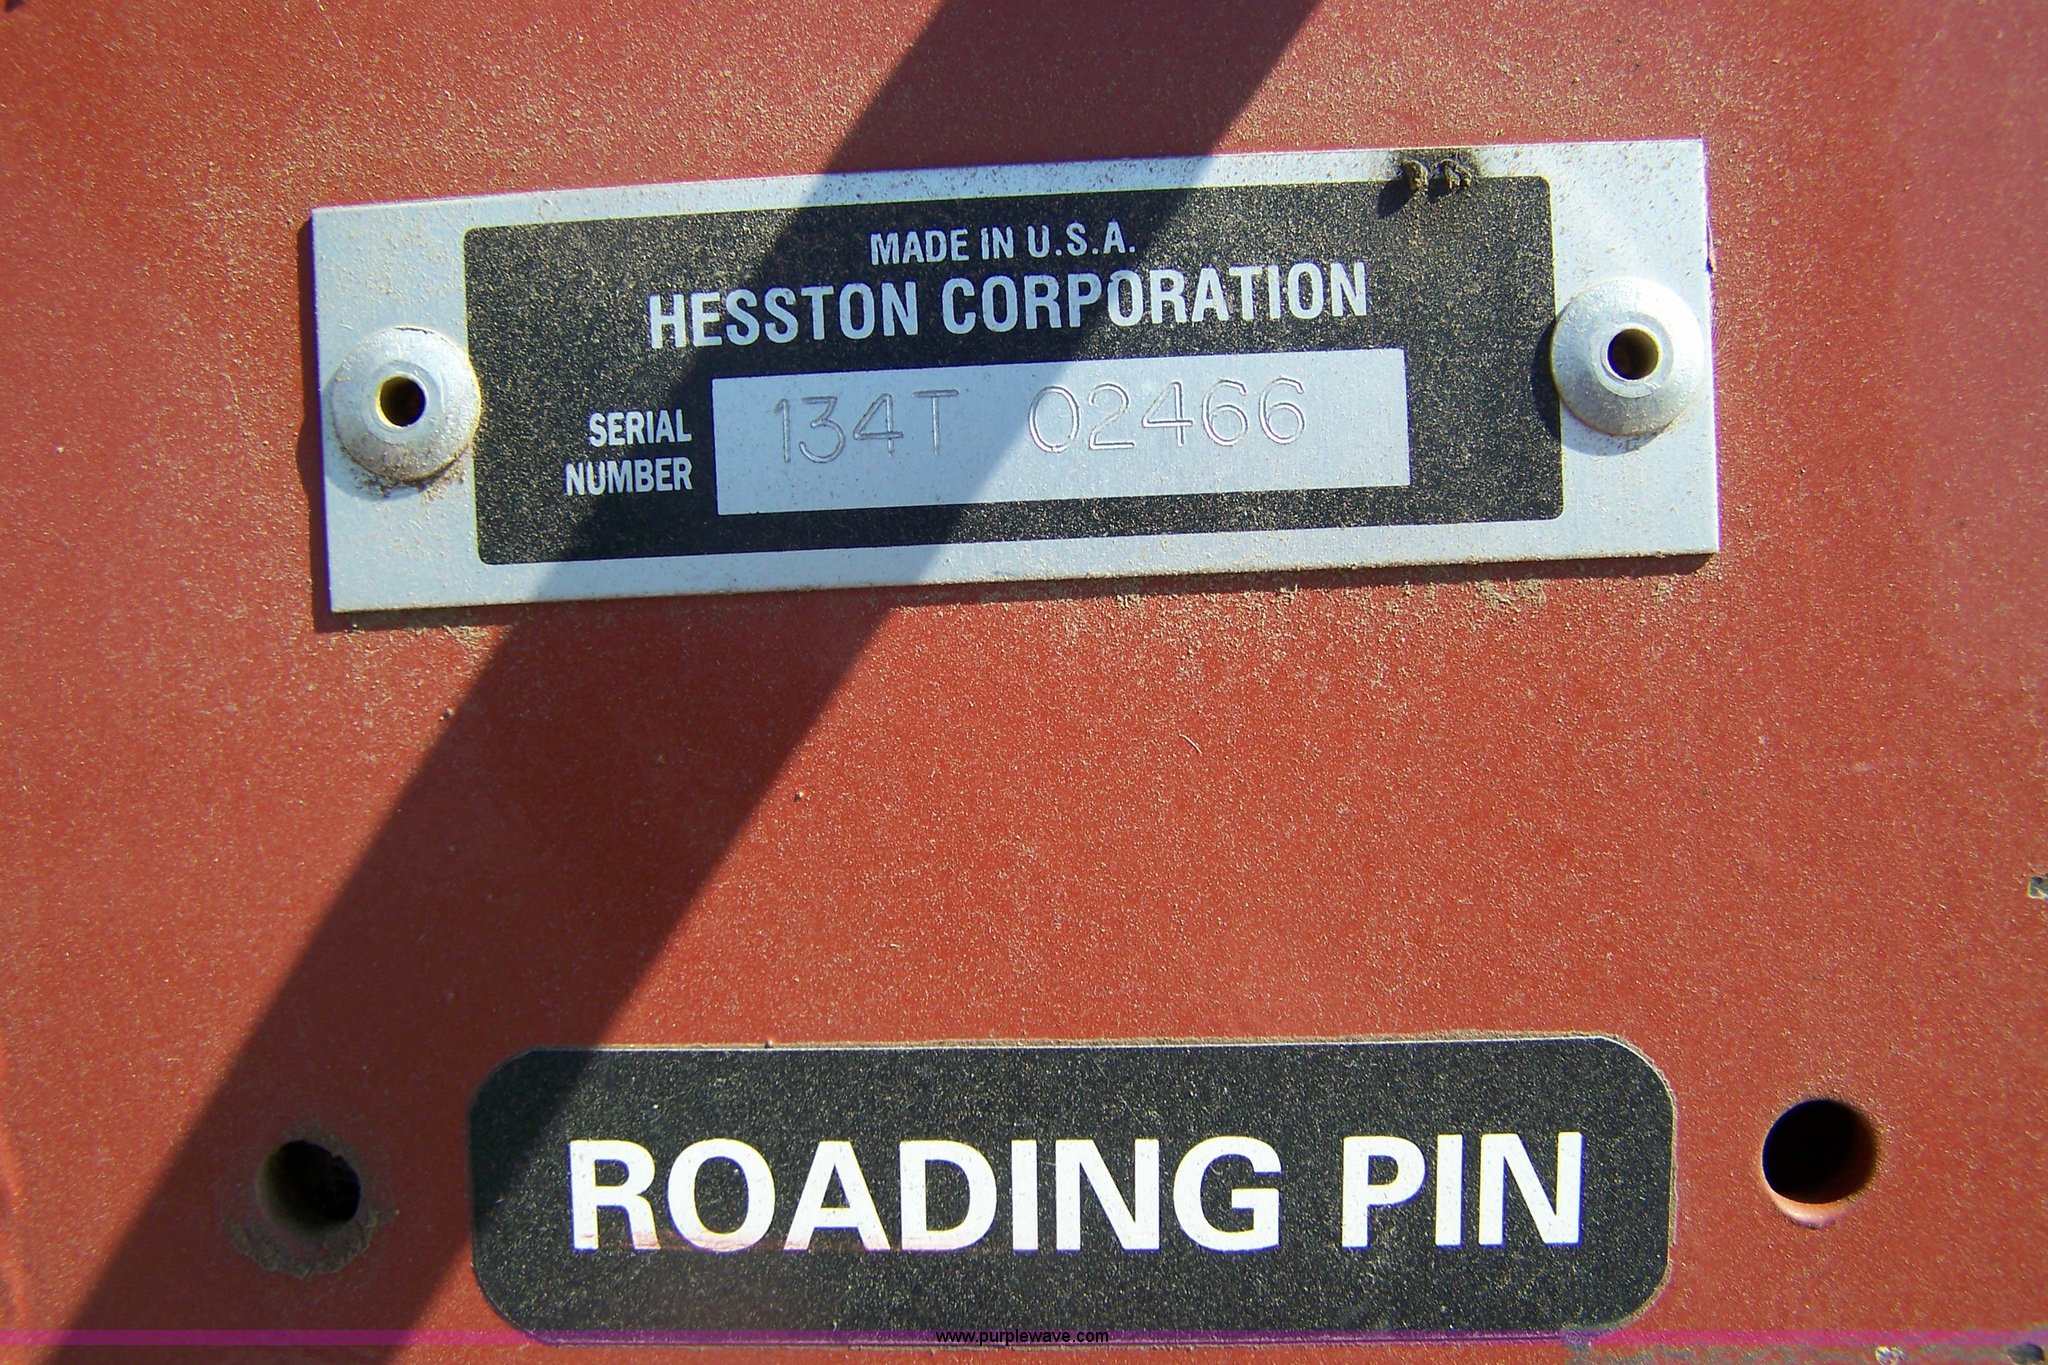 MADE IN U.S.A.
HESSTON CORPORATION
SERIAL
NUMBER
134T 02466
ROADING PIN
www.purplewave.com